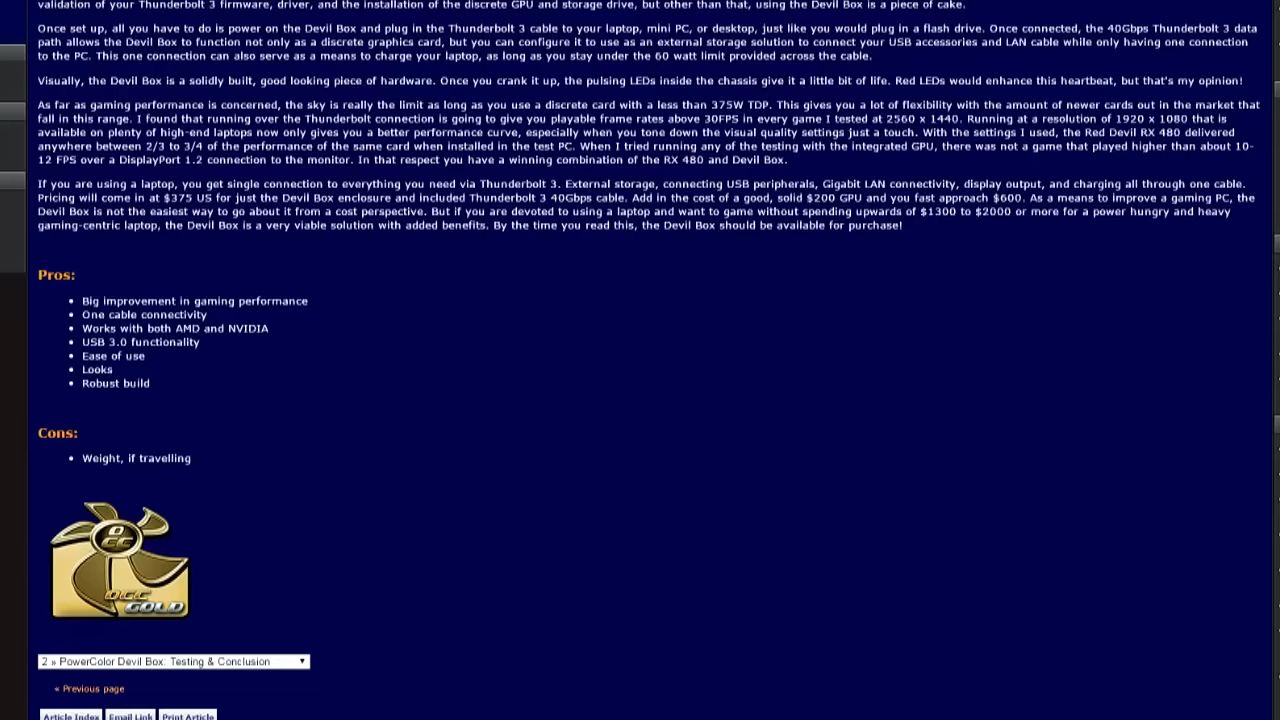 validation of your Thunderbolt 3 firmware, driver, and the installation of the discrete GPU and storage drive, but other than that, using the Devil Box is a piece of cake.
Once set up, all you have to do is power on the Devil Box and plug in the Thunderbolt 3 cable to your laptop, mini PC, or desktop, just like you would plug in a flash drive. Once connected, the 40Gbps Thunderbolt 3 data
path allows the Devil Box to function not only as a discrete graphics card, but you can configure it to use as an external storage solution to connect your USB accessories and LAN cable while only having one connection
to the PC. This one connection can also serve as a means to charge your laptop, as long as you stay under the 60 watt limit provided across the cable.
Visually, the Devil Box is a solidly built, good looking piece of hardware. Once you crank it up, the pulsing LEDs inside the chassis give it a little bit of life. Red LEDs would enhance this heartbeat, but that's my opinion!
As far as gaming performance is concerned, the sky is really the limit as long as you use a discrete card with a less than 375W TDP. This gives you a lot of flexibility with the amount of newer cards out in the market that
fall in this range. I found that running over the Thunderbolt connection is going to give you playable frame rates above 30FPS in every game I tested at 2560 x 1440. Running at a resolution of 1920 x 1080 that is
available on plenty of high-end laptops now only gives you a better performance curve, especially when you tone down the visual quality settings just a touch. With the settings I used, the Red Devil RX 480 delivered
anywhere between 2/3 to 3/4 of the performance of the same card when installed in the test PC. When I tried running any of the testing with the integrated GPU, there was not a game that played higher than about 10-
12 FPS over a DisplayPort 1.2 connection to the monitor. In that respect you have a winning combination of the RX 480 and Devil Box.
If you are using a laptop, you get single connection to everything you need via Thunderbolt 3. External storage, connecting USB peripherals, Gigabit LAN connectivity, display output, and charging all through one cable.
Pricing will come in at $375 US for just the Devil Box enclosure and included Thunderbolt 3 40Gbps cable. Add in the cost of a good, solid $200 GPU and you fast approach $600. As a means to improve a gaming PC, the
Devil Box is not the easiest way to go about it from a cost perspective. But if you are devoted to using a laptop and want to game without spending upwards of $1300 to $2000 or more for a power hungry and heavy
gaming-centric laptop, the Devil Box is a very viable solution with added benefits. By the time you read this, the Devil Box should be available for purchase!
Pros:
• Big improvement in gaming performance
• One cable connectivity
• Works with both AMD and NVIDIA
• USB 3.0 functionality
• Ease of use
• Looks
• Robust build
Cons:
• Weight, if travelling
O
CC
OCC
GOLD
2 » PowerColor Devil Box: Testing & Conclusion
« Previous page
Article Index Email Link Print Article